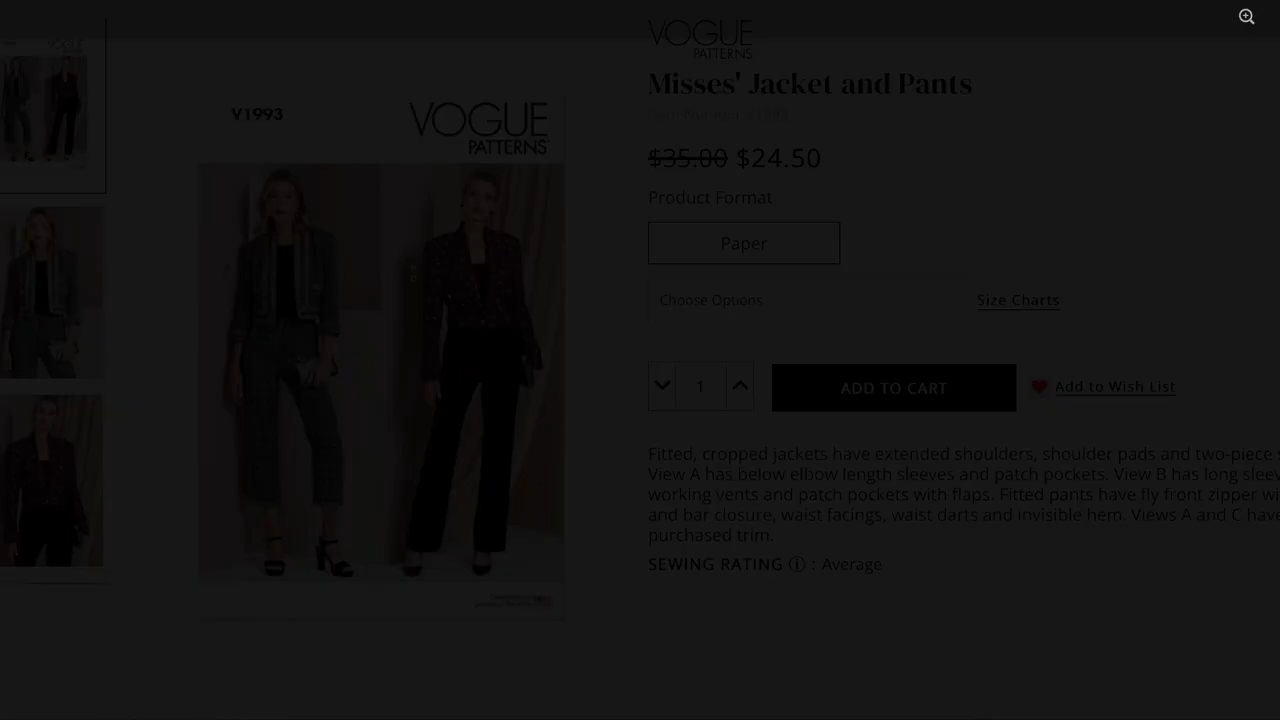 VOGUE
PATTERNS
Misses' Jacket and Pants
V1993
VOGUE
PATTERNS
$35.00 $24.50
Product Format
Paper
Choose Options
Size Charts
1
ADD TO CART
Add to Wish List
Fitted, cropped jackets have extended shoulders, shoulder pads and two-piece
View A has below elbow length sleeves and patch pockets. View B has long slee
working vents and patch pockets with flaps. Fitted pants have fly front zipper wi
and bar closure, waist facings, waist darts and invisible hem. Views A and C have
purchased trim.
SEWING RATING ⓘ : Average